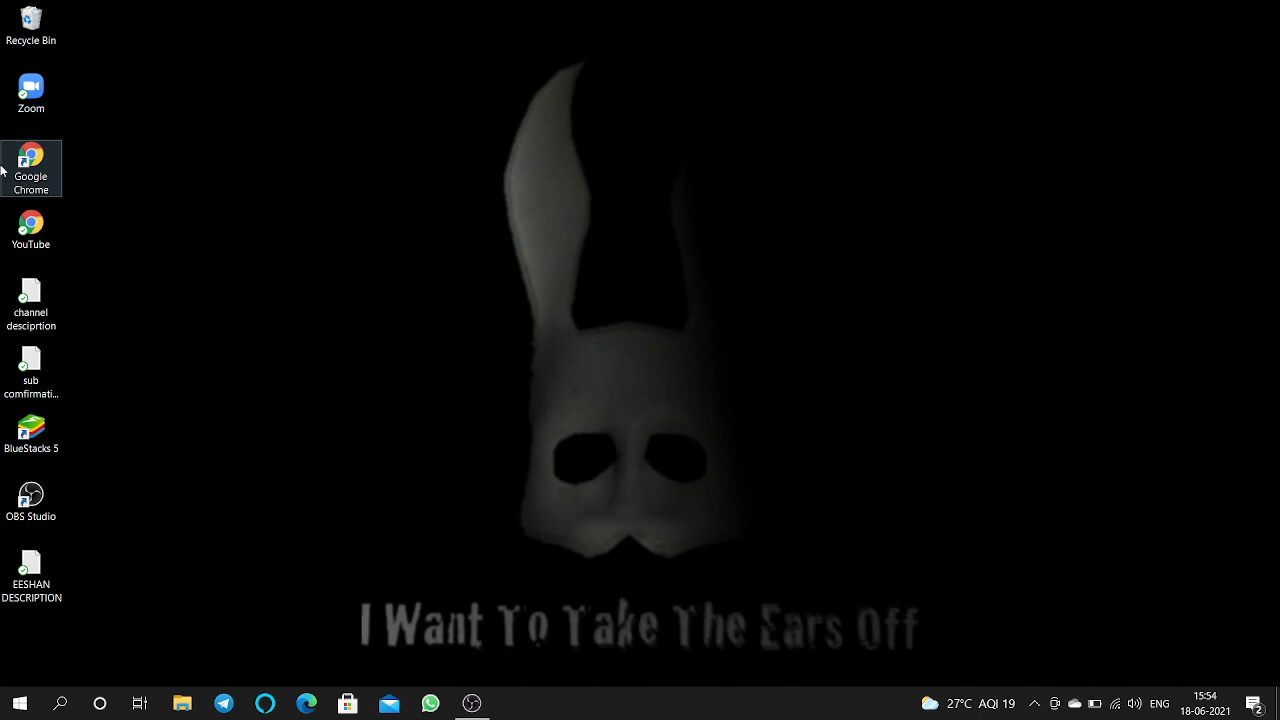 Recycle Bin
Zoom
Google
Chrome
YouTube
channel
desciprtion
sub
comfirmati...
BlueStacks 5
OBS Studio
EESHAN
DESCRIPTION
I Want To Take The Ears Off
27°C AQI 19
ENG
15:54
18-06-2021
2